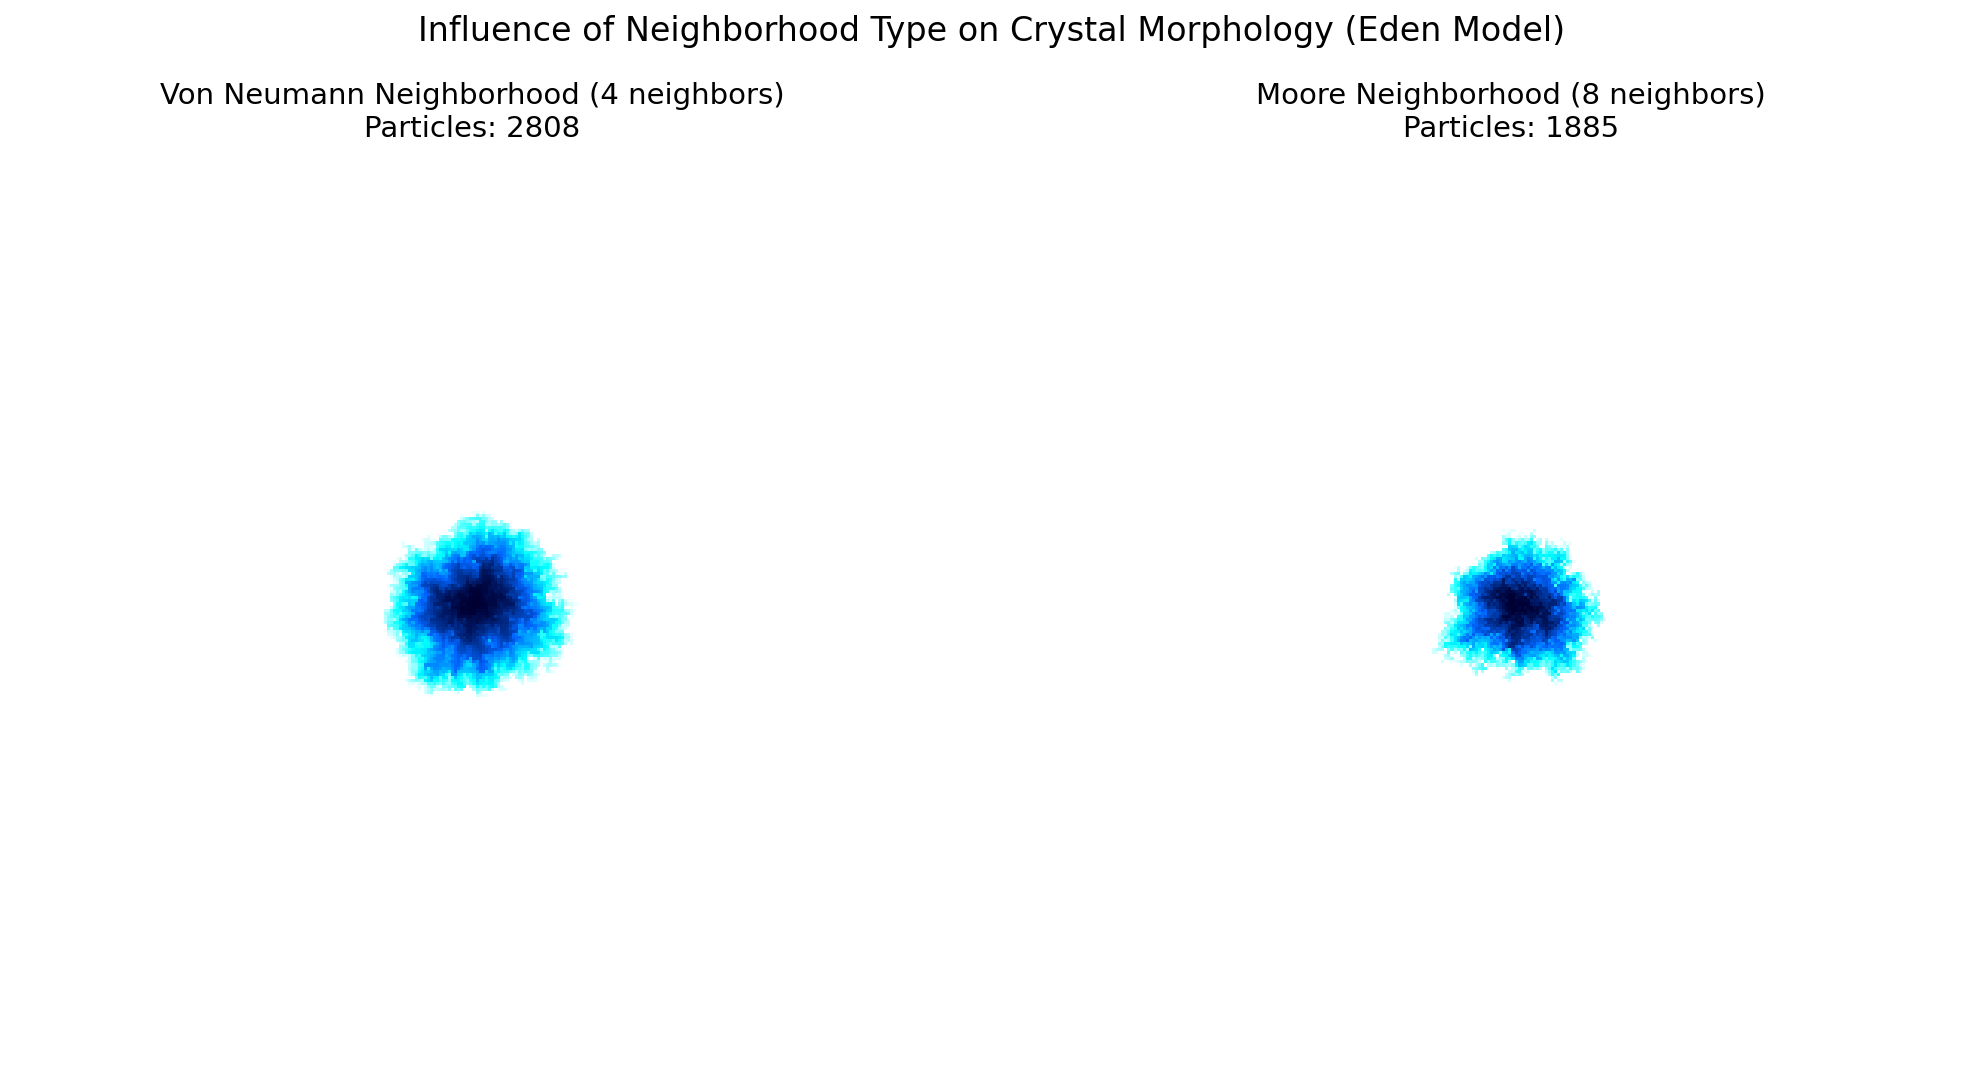 Influence of Neighborhood Type on Crystal Morphology (Eden Model)
Von Neumann Neighborhood (4 neighbors)
Particles: 2808
Moore Neighborhood (8 neighbors)
Particles: 1885